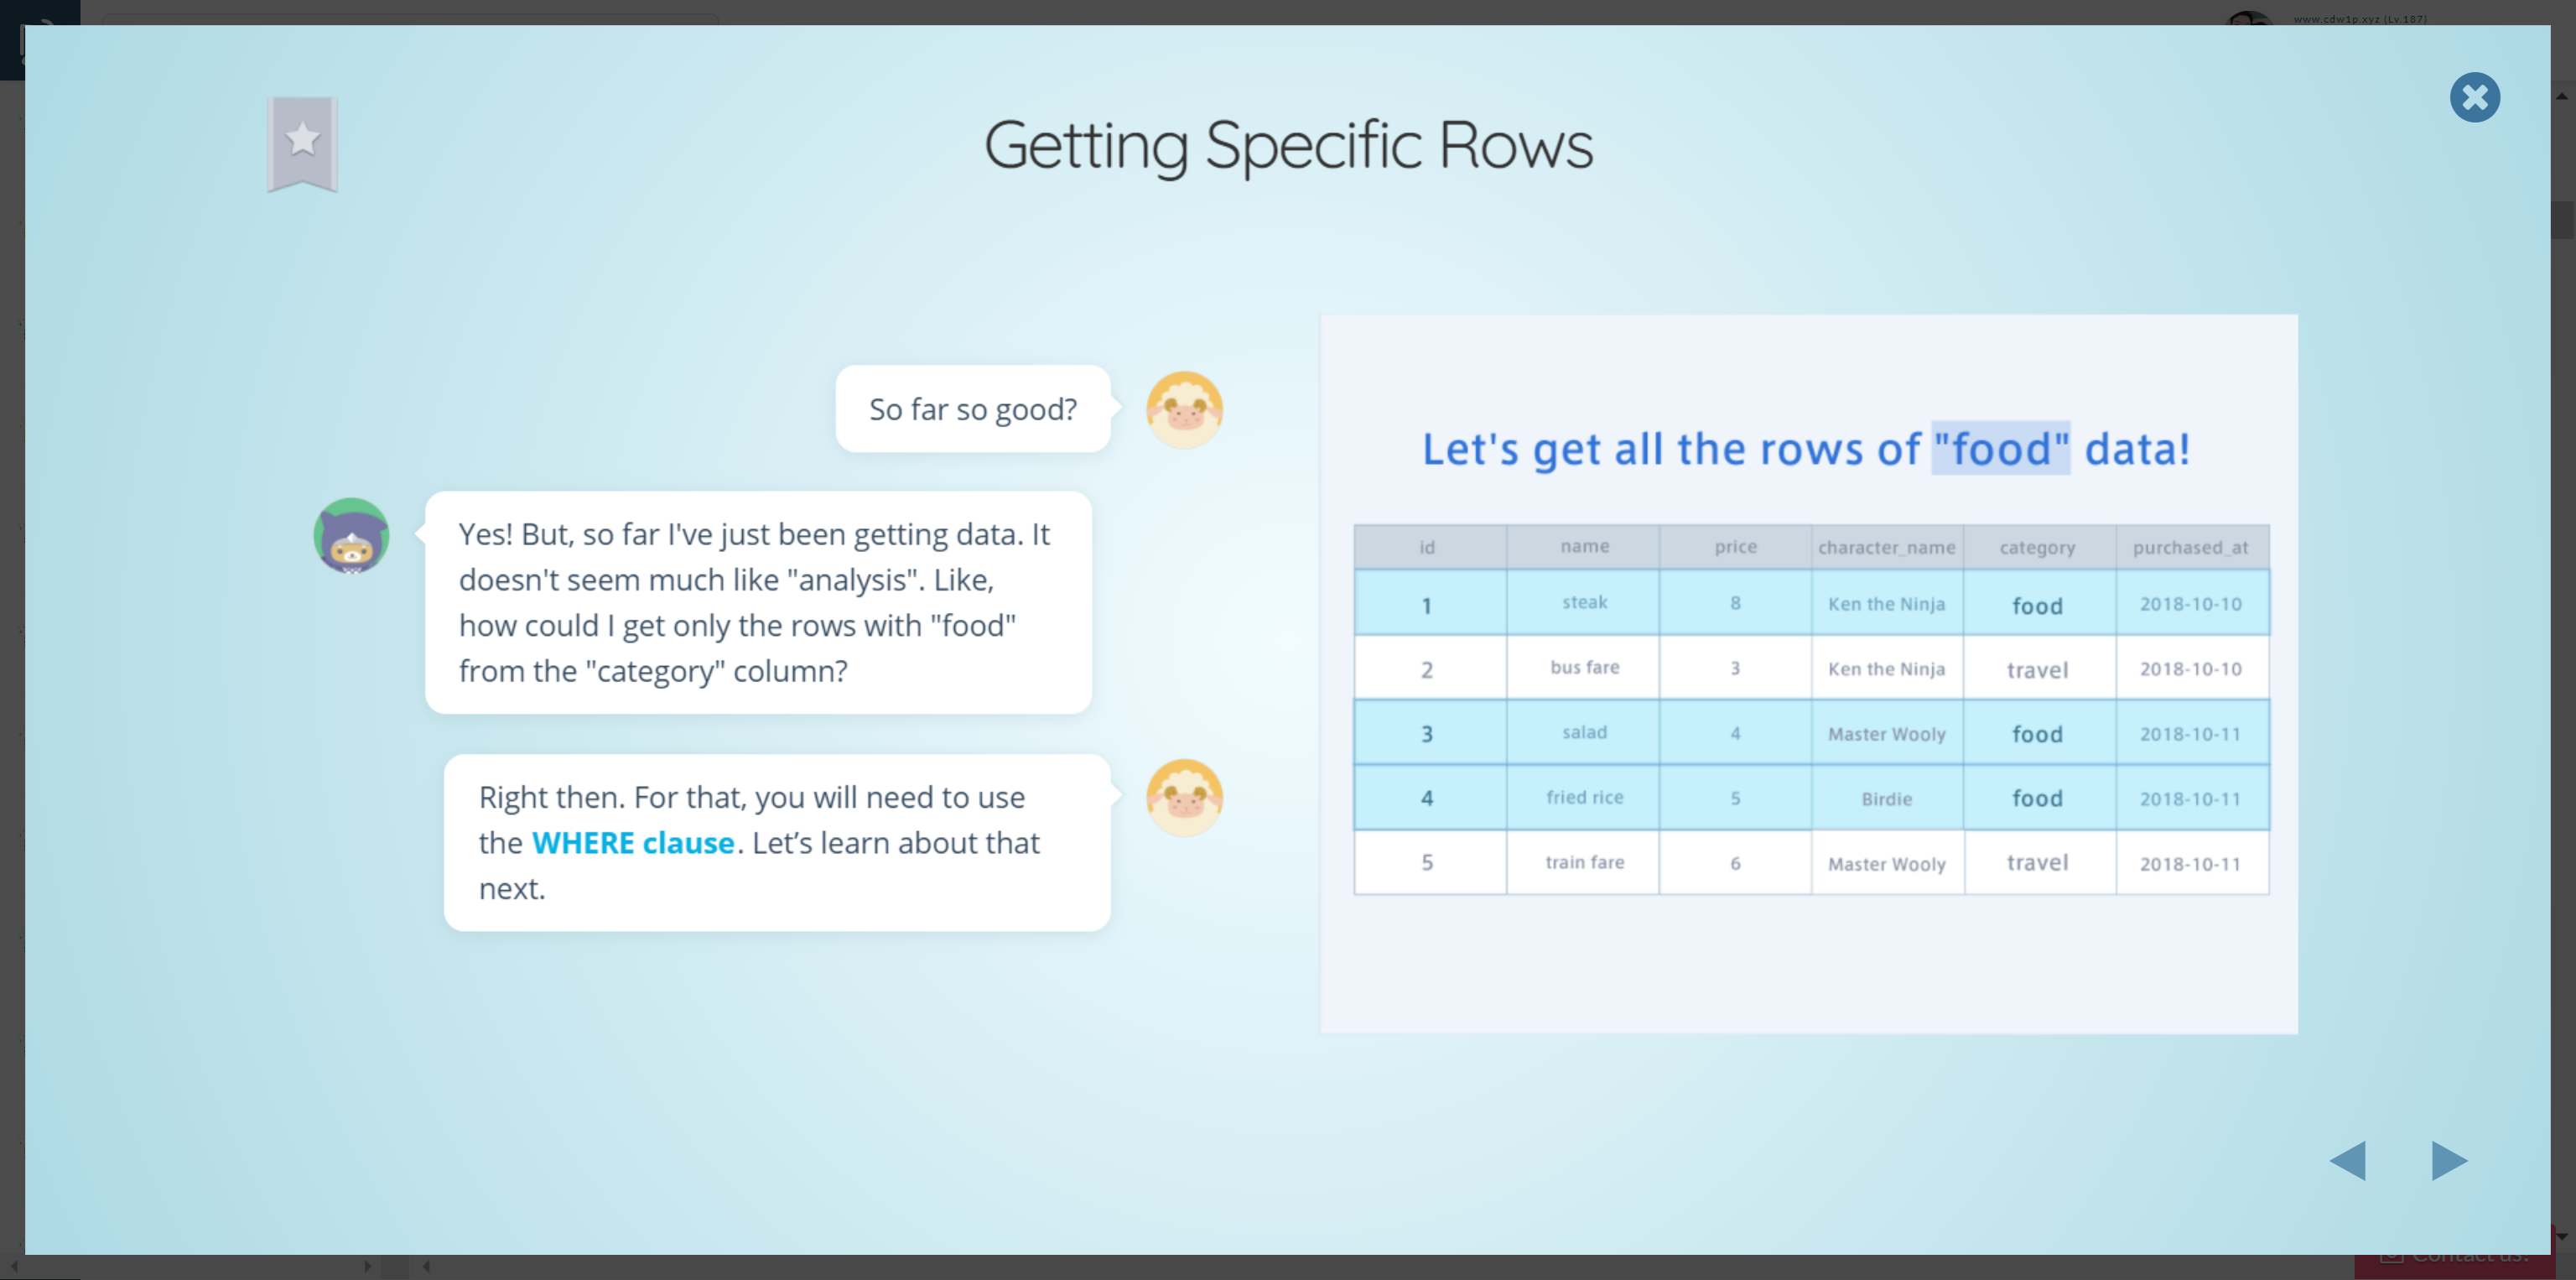 www.cdw1p.xyz (Lv.187)
Getting Specific Rows
So far so good?
Yes! But, so far I've just been getting data. It
doesn't seem much like "analysis". Like,
how could I get only the rows with "food"
from the "category" column?
Right then. For that, you will need to use
the WHERE clause. Let’s learn about that
next.
Let's get all the rows of "food" data!
id name price character_name category purchased_at
1 steak 8 Ken the Ninja food 2018-10-10
2 bus fare 3 Ken the Ninja travel 2018-10-10
3 salad 4 Master Wooly food 2018-10-11
4 fried rice 5 Birdie food 2018-10-11
5 train fare 6 Master Wooly travel 2018-10-11
Contact us!